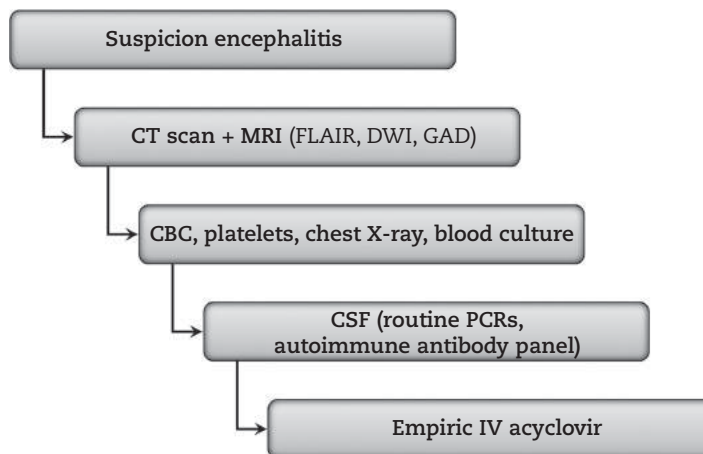 Suspicion encephalitis
CT scan + MRI (FLAIR, DWI, GAD)
CBC, platelets, chest X-ray, blood culture
CSF (routine PCRs,
autoimmune antibody panel)
Empiric IV acyclovir